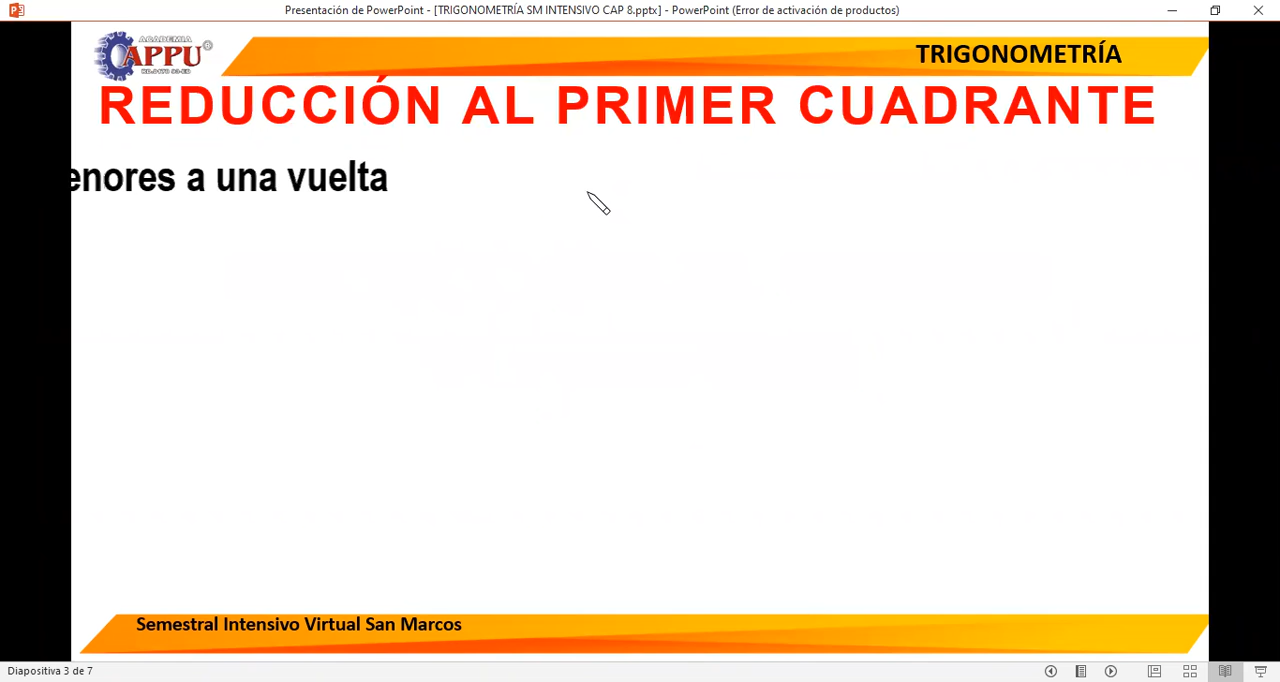 Presentación de PowerPoint - [TRIGONOMETRÍA SM INTENSIVO CAP 8.pptx] - PowerPoint (Error de activación de productos)
ACADEMIA
APPU
TRIGONOMETRÍA
REDUCCIÓN AL PRIMER CUADRANTE
enores a una vuelta
Semestral Intensivo Virtual San Marcos
Diapositiva 3 de 7